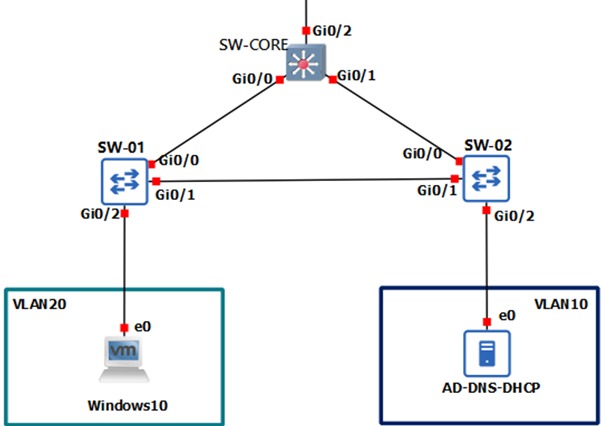 Gi0/2
SW-CORE
Gi0/0
Gi0/1
SW-01
SW-02
Gi0/0
Gi0/0
Gi0/1
Gi0/1
Gi0/2
Gi0/2
VLAN20
VLAN10
e0
e0
vm
Windows10
AD-DNS-DHCP